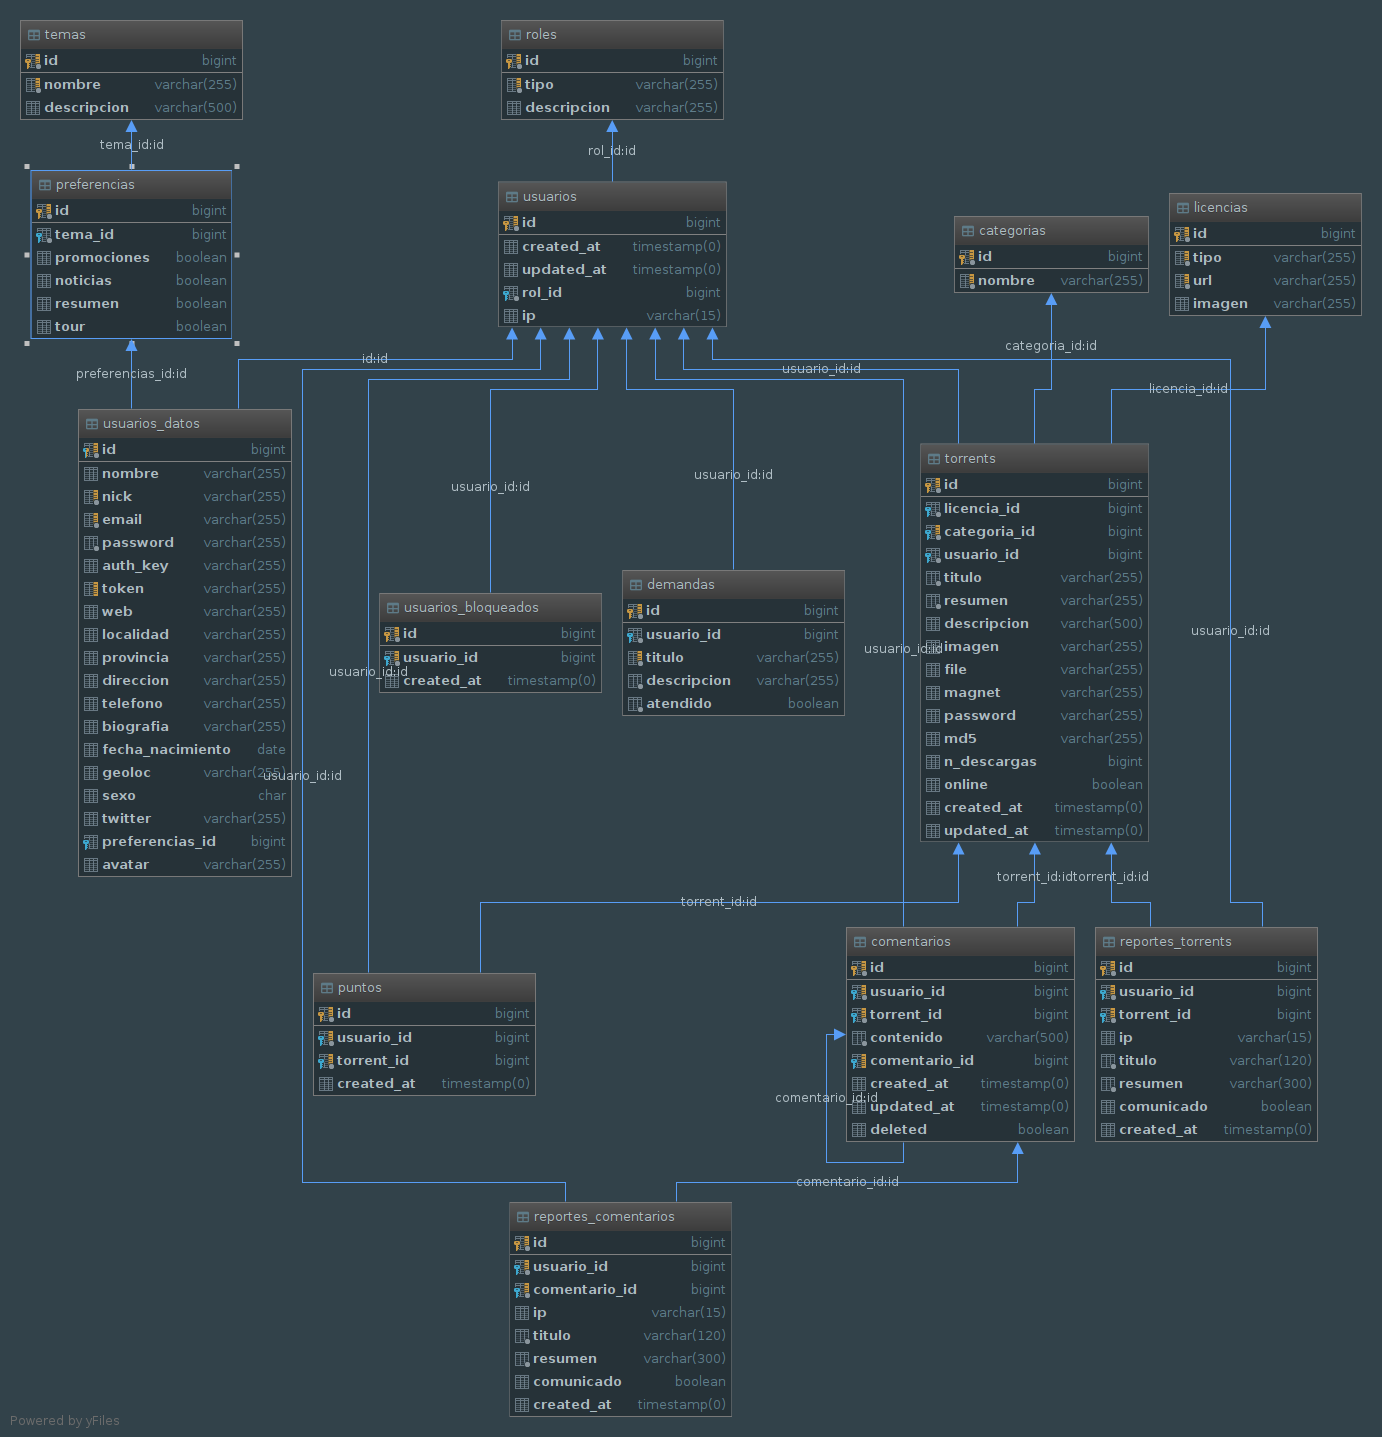 temas
id bigint
nombre varchar(255)
descripcion varchar(500)
tema_id:id
preferencias
id bigint
tema_id bigint
promociones boolean
noticias boolean
resumen boolean
tour boolean
preferencias_id:id
roles
id bigint
tipo varchar(255)
descripcion varchar(255)
rol_id:id
usuarios
id bigint
created_at timestamp(0)
updated_at timestamp(0)
rol_id bigint
ip varchar(15)
categorias
id bigint
nombre varchar(255)
categoria_id:id
licencias
id bigint
tipo varchar(255)
url varchar(255)
imagen varchar(255)
licencia_id:id
id:id
usuario_id:id
usuarios_datos
id bigint
nombre varchar(255)
nick varchar(255)
email varchar(255)
password varchar(255)
auth_key varchar(255)
token varchar(255)
web varchar(255)
localidad varchar(255)
provincia varchar(255)
direccion varchar(255)
telefono varchar(255)
biografia varchar(255)
fecha_nacimiento date
geoloc varchar(255)
sexo char
twitter varchar(255)
preferencias_id bigint
avatar varchar(255)
usuario_id:id
usuario_id:id
usuario_id:id
usuarios_bloqueados
id bigint
usuario_id bigint
created_at timestamp(0)
usuario_id:id
demandas
id bigint
usuario_id bigint
titulo varchar(255)
descripcion varchar(255)
atendido boolean
usuario_id:id
torrents
id bigint
licencia_id bigint
categoria_id bigint
usuario_id bigint
titulo varchar(255)
resumen varchar(255)
descripcion varchar(500)
imagen varchar(255)
file varchar(255)
magnet varchar(255)
password varchar(255)
md5 varchar(255)
n_descargas bigint
online boolean
created_at timestamp(0)
updated_at timestamp(0)
usuario_id:id
torrent_id:id
torrent_id:id
torrent_id:id
puntos
id bigint
usuario_id bigint
torrent_id bigint
created_at timestamp(0)
comentarios
id bigint
usuario_id bigint
torrent_id bigint
contenido varchar(500)
comentario_id bigint
created_at timestamp(0)
updated_at timestamp(0)
deleted boolean
comentario_id:id
reportes_torrents
id bigint
usuario_id bigint
torrent_id bigint
ip varchar(15)
titulo varchar(120)
resumen varchar(300)
comunicado boolean
created_at timestamp(0)
comentario_id:id
reportes_comentarios
id bigint
usuario_id bigint
comentario_id bigint
ip varchar(15)
titulo varchar(120)
resumen varchar(300)
comunicado boolean
created_at timestamp(0)
Powered by yFiles